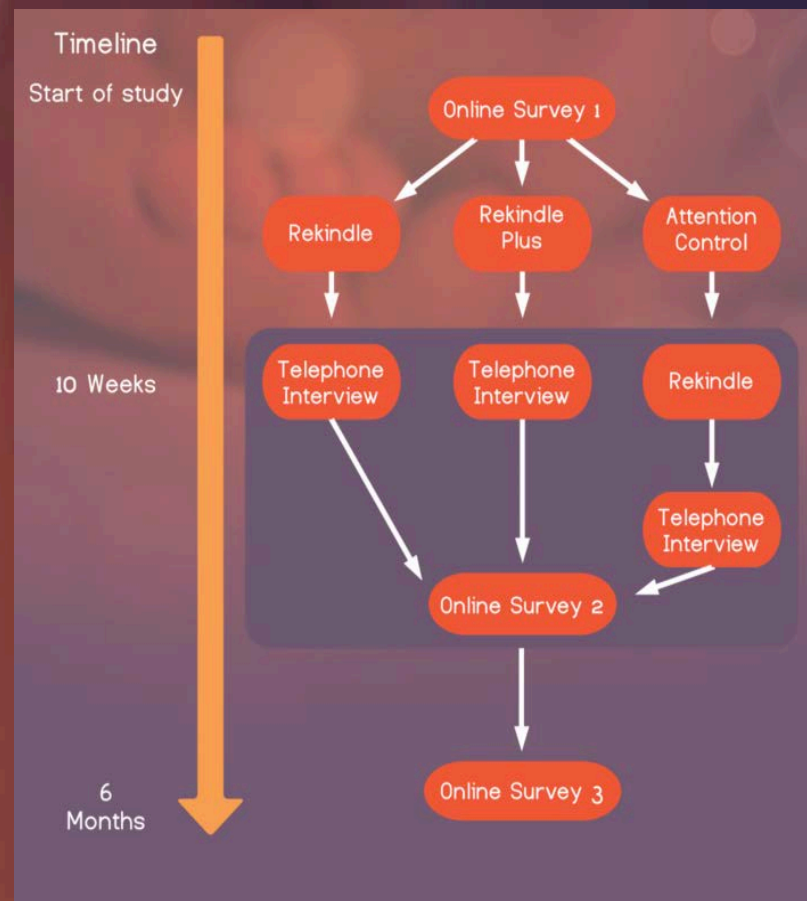 Timeline
Start of study
Online Survey 1
Rekindle
Rekindle
Plus
Attention
Control
10 Weeks
Telephone
Interview
Telephone
Interview
Rekindle
Telephone
Interview
Online Survey 2
6
Months
Online Survey 3